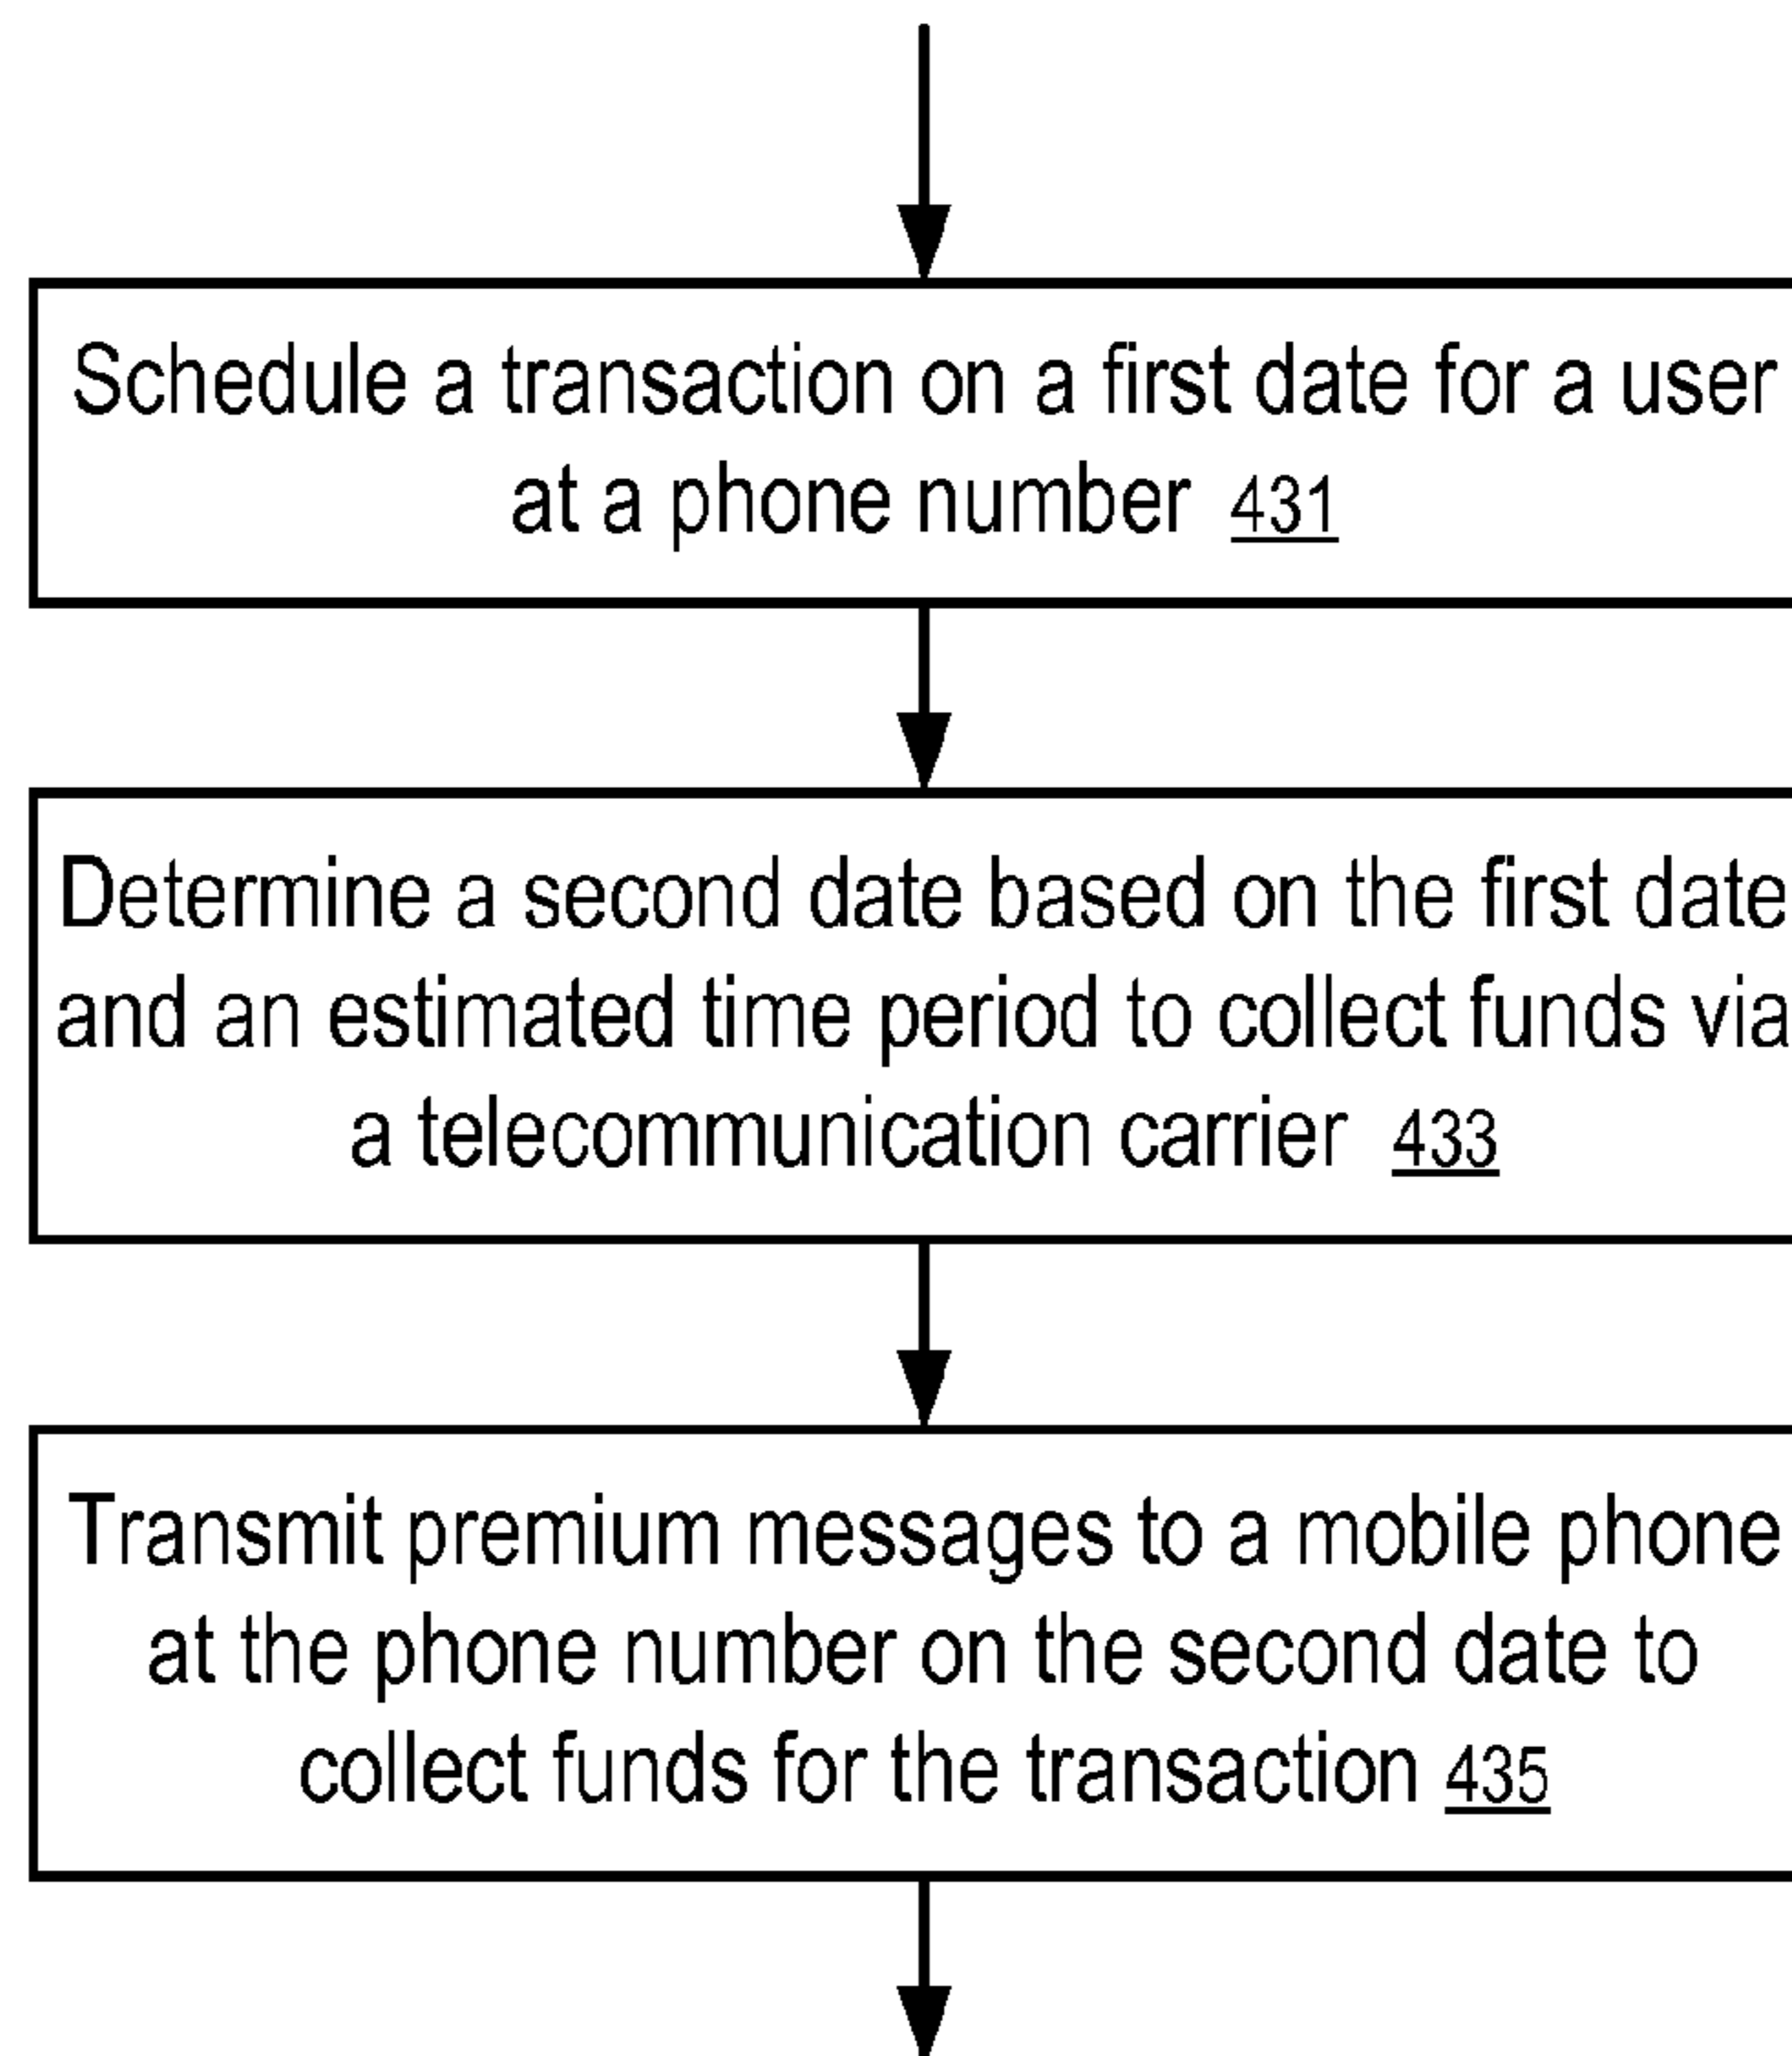 Schedule a transaction on a first date for a user
at a phone number 431
Determine a second date based on the first date
and an estimated time period to collect funds via
a telecommunication carrier 433
Transmit premium messages to a mobile phone
at the phone number on the second date to
collect funds for the transaction 435